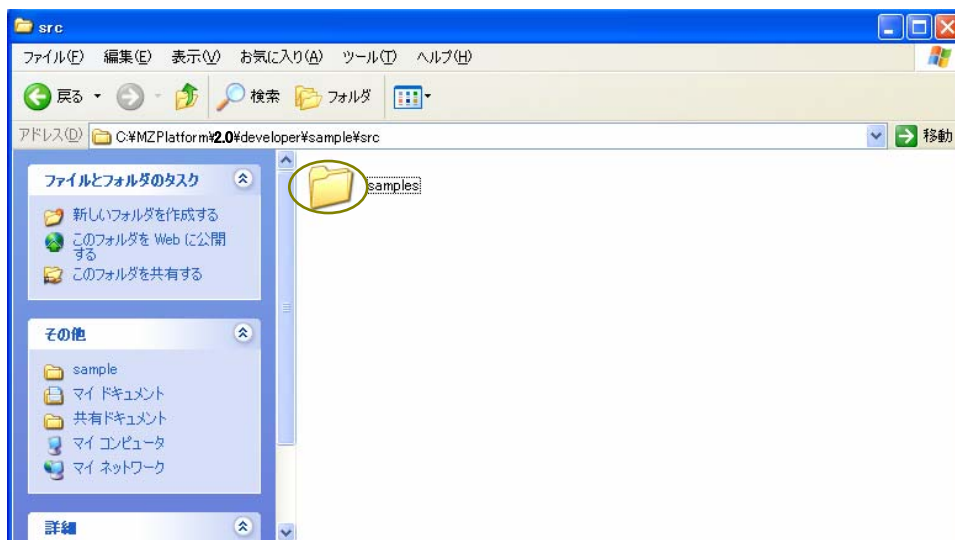 src
ファイル(F) 編集(E) 表示(V) お気に入り(A) ツール(T) ヘルプ(H)
戻る 検索 フォルダ
アドレス(D) C:¥MZPlatform¥2.0¥developer¥sample¥src 移動
ファイルとフォルダのタスク
新しいフォルダを作成する
このフォルダを Web に公開
する
このフォルダを共有する
samples
その他
sample
マイ ドキュメント
共有ドキュメント
マイ コンピュータ
マイ ネットワーク
詳細